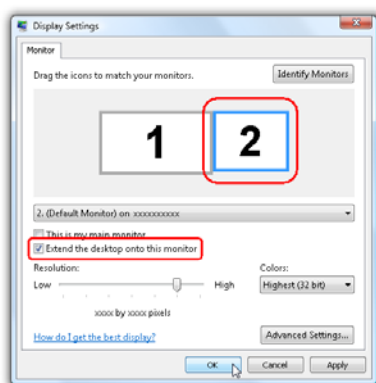 Display Settings
Monitor
Drag the icons to match your monitors.
Identify Monitors
1
2
2. (Default Monitor) on xxxxxxxxxx
This is my main monitor
Extend the desktop onto this monitor
Resolution:
Colors:
Low
High
Highest (32 bit)
xxxx by xxxx pixels
How do I get the best display?
Advanced Settings...
OK
Cancel
Apply